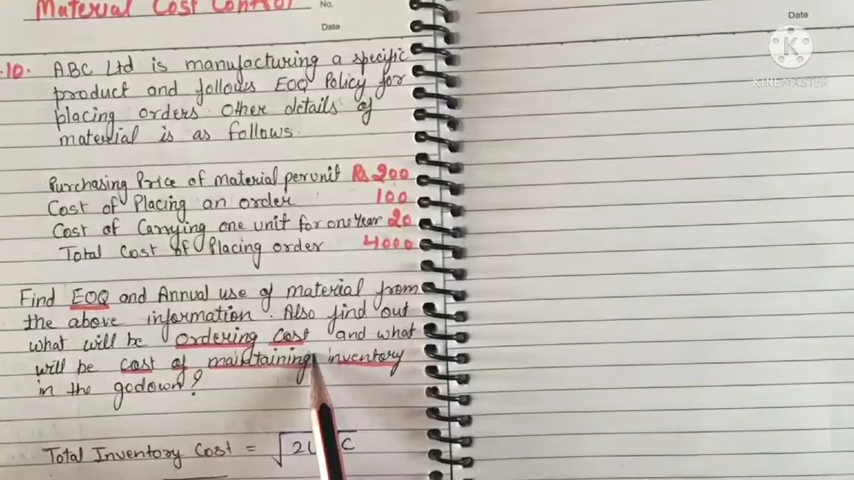 Material Cost Control
No.
Date
Date
K
KINEMASTER
10. ABC Ltd is manufacturing a specific
product and follows EOQ Policy for
placing orders. Other details of
material is as follows
Purchasing Price of material per unit Rs 200
Cost of Placing an order 100
Cost of Carrying one unit for one Year 20
Total Cost of Placing order 4000
Find EOQ and Annual use of material from
the above information. Also find out
what will be ordering cost and what
will be cost of maintaining inventory
in the godown?
Total Inventory Cost = √2 C